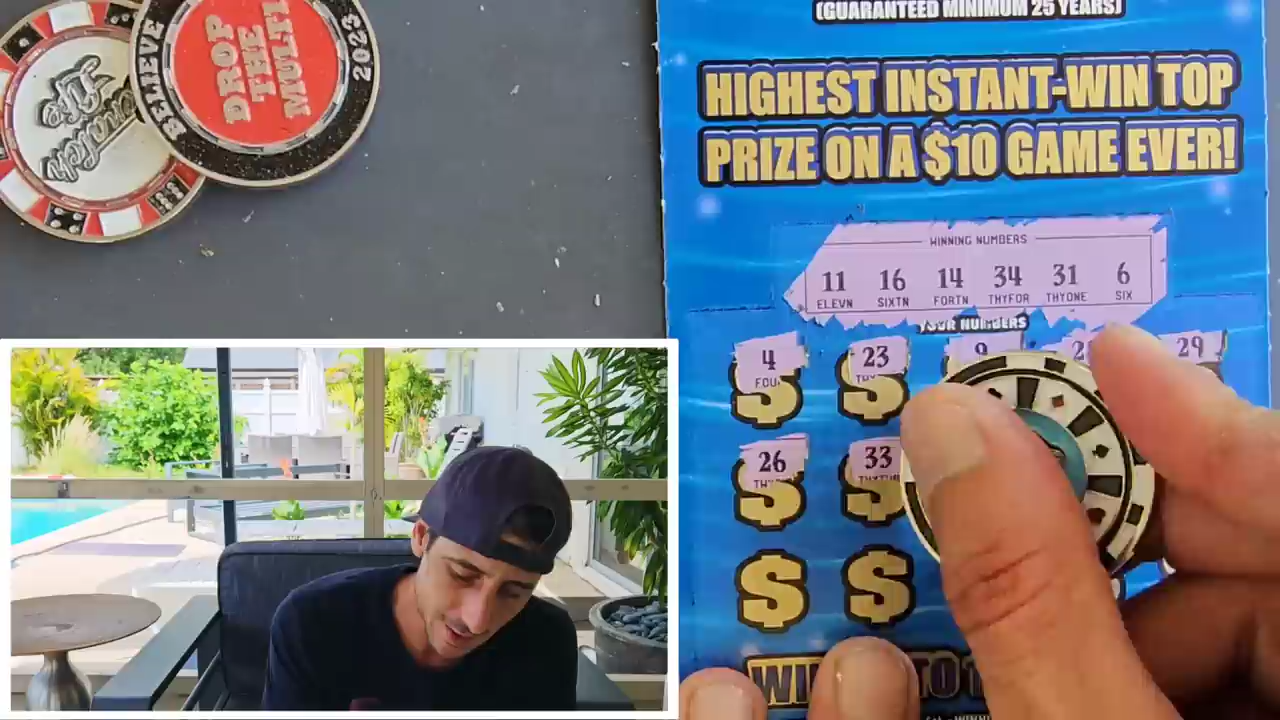 BELIEVE
DROP
THE
MULTI
2023
(GUARANTEED MINIMUM 25 YEARS)
HIGHEST INSTANT-WIN TOP
PRIZE ON A $10 GAME EVER!
WINNING NUMBERS
11 16 14 34 31 6
ELEVN SIXTN FORTN THYFOR THYONE SIX
YOUR NUMBERS
4 23 9 29
26 33